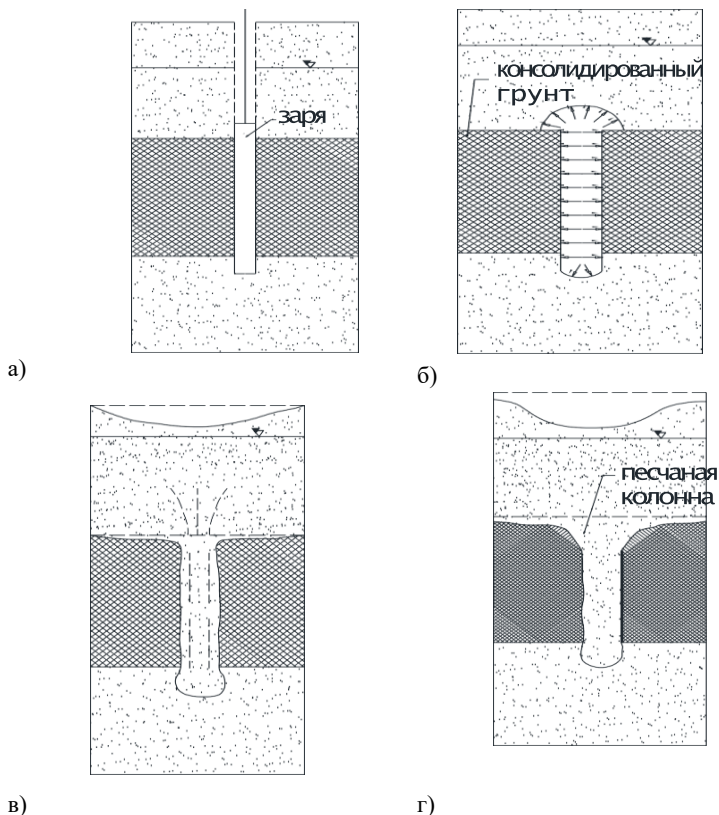 заря
консолидированный
грунт
а)
б)
песчаная
колонна
в)
г)